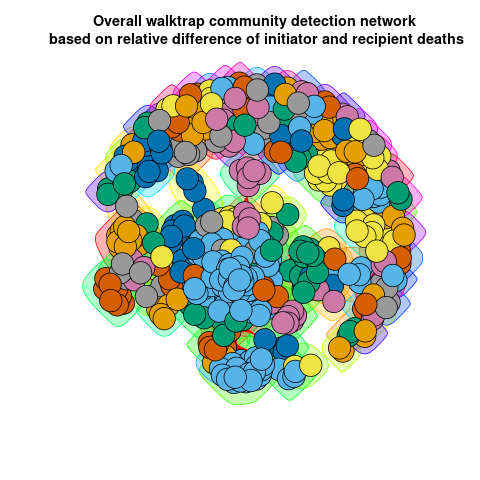 Overall walktrap community detection network
based on relative difference of initiator and recipient deaths